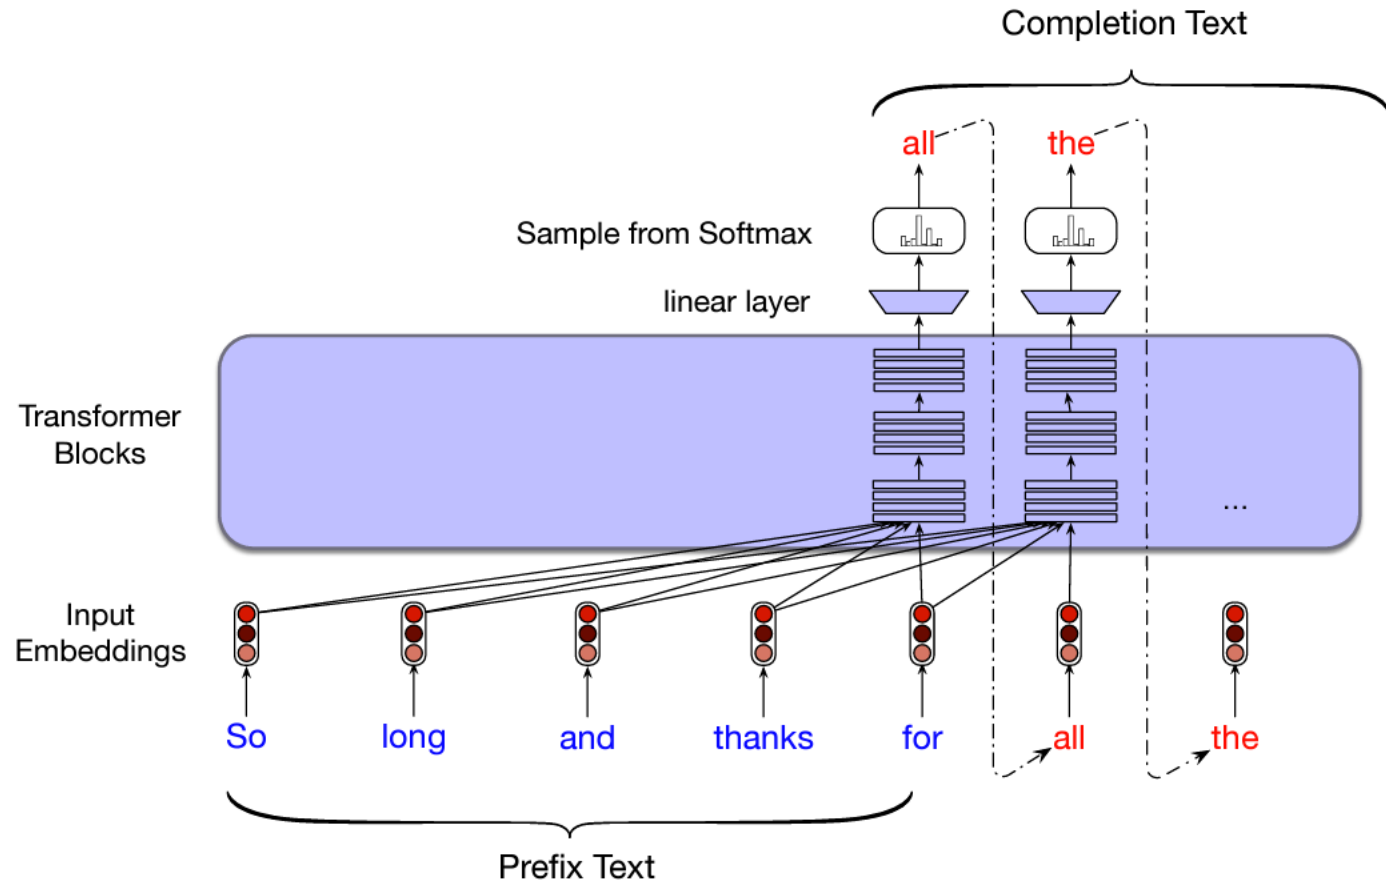 Completion Text
all the
Sample from Softmax
linear layer
Transformer
Blocks
...
Input
Embeddings
So long and thanks for all the
Prefix Text